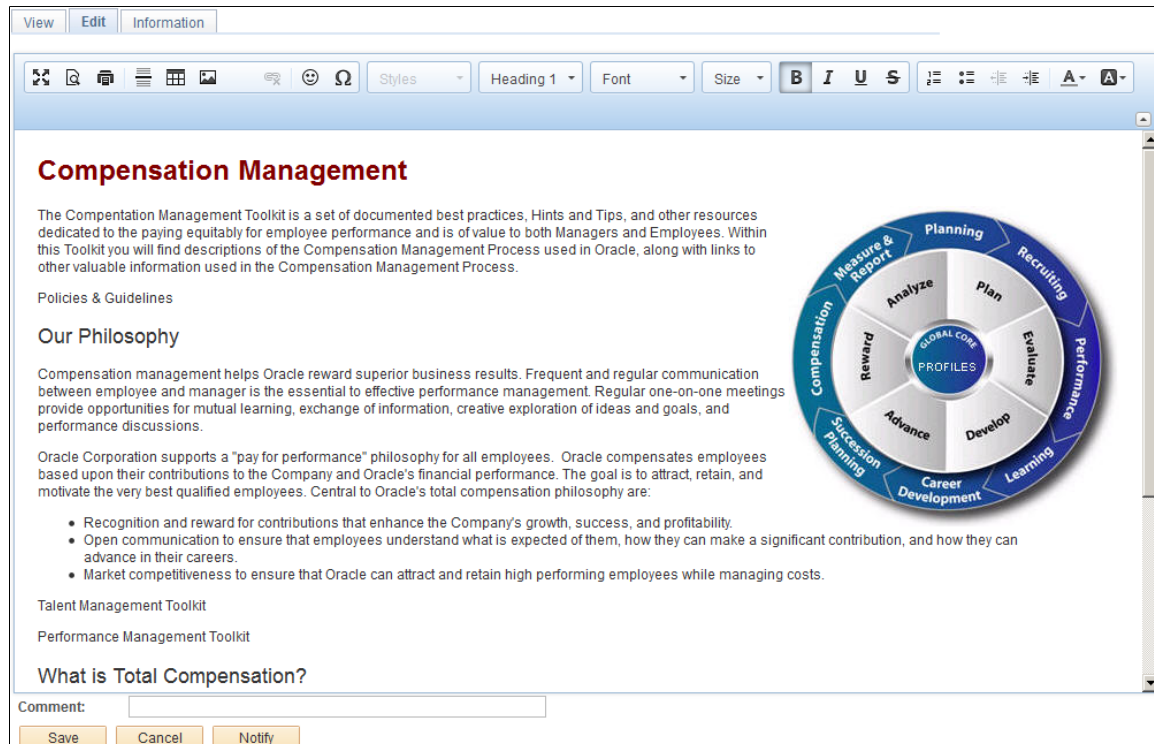 View Edit Information
Styles Heading 1 Font Size B I U S A A
Compensation Management
The Compentation Management Toolkit is a set of documented best practices, Hints and Tips, and other resources
dedicated to the paying equitably for employee performance and is of value to both Managers and Employees. Within
this Toolkit you will find descriptions of the Compensation Management Process used in Oracle, along with links to
other valuable information used in the Compensation Management Process.
Policies & Guidelines
Our Philosophy
Compensation management helps Oracle reward superior business results. Frequent and regular communication
between employee and manager is the essential to effective performance management. Regular one-on-one meetings
provide opportunities for mutual learning, exchange of information, creative exploration of ideas and goals, and
performance discussions.
Oracle Corporation supports a "pay for performance" philosophy for all employees.  Oracle compensates employees
based upon their contributions to the Company and Oracle's financial performance. The goal is to attract, retain, and
motivate the very best qualified employees. Central to Oracle's total compensation philosophy are:
Planning
Recruiting
Performance
Learning
Career
Development
Succession
Planning
Compensation
Measure &
Report
Plan
Evaluate
Develop
Advance
Reward
Analyze
GLOBAL CORE
PROFILES
• Recognition and reward for contributions that enhance the Company's growth, success, and profitability.
• Open communication to ensure that employees understand what is expected of them, how they can make a significant contribution, and how they can
advance in their careers.
• Market competitiveness to ensure that Oracle can attract and retain high performing employees while managing costs.
Talent Management Toolkit
Performance Management Toolkit
What is Total Compensation?
Comment:
Save Cancel Notify